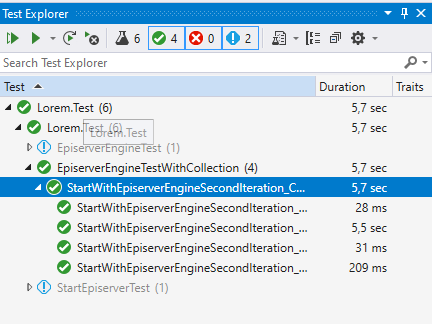 Test Explorer
6 4 0 2
Search Test Explorer
Test Duration Traits
Lorem.Test (6) 5,7 sec
Lorem.Test (6) 5,7 sec
Lorem.Test
EpiserverEngineTest (1)
EpiserverEngineTestWithCollection (4) 5,7 sec
StartWithEpiserverEngineSecondIteration_C... 5,7 sec
StartWithEpiserverEngineSecondIteration_... 28 ms
StartWithEpiserverEngineSecondIteration_... 5,5 sec
StartWithEpiserverEngineSecondIteration_... 31 ms
StartWithEpiserverEngineSecondIteration_... 209 ms
StartEpiserverTest (1)